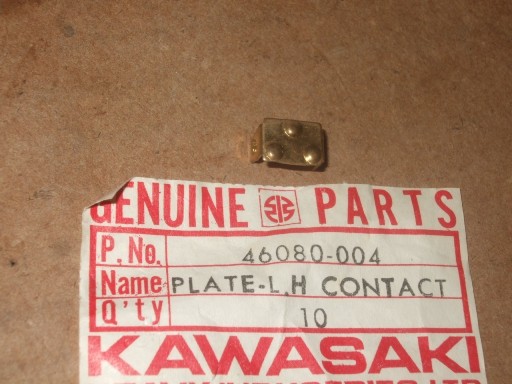 GENUINE PARTS
P. No. 46080-004
Name PLATE-L.H CONTACT
Q'ty 10
KAWASAKI